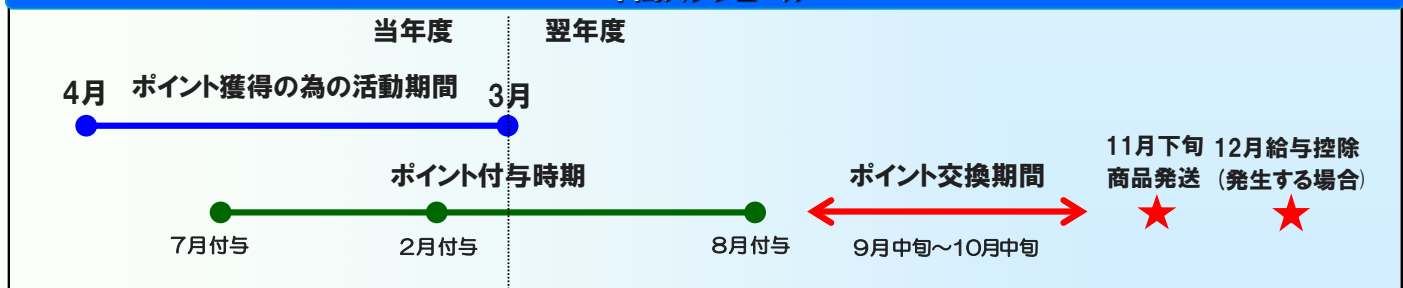 当年度
翌年度
4月
ポイント獲得の為の活動期間
3月
ポイント付与時期
7月付与
2月付与
8月付与
ポイント交換期間
9月中旬～10月中旬
11月下旬
商品発送
12月給与控除
(発生する場合)